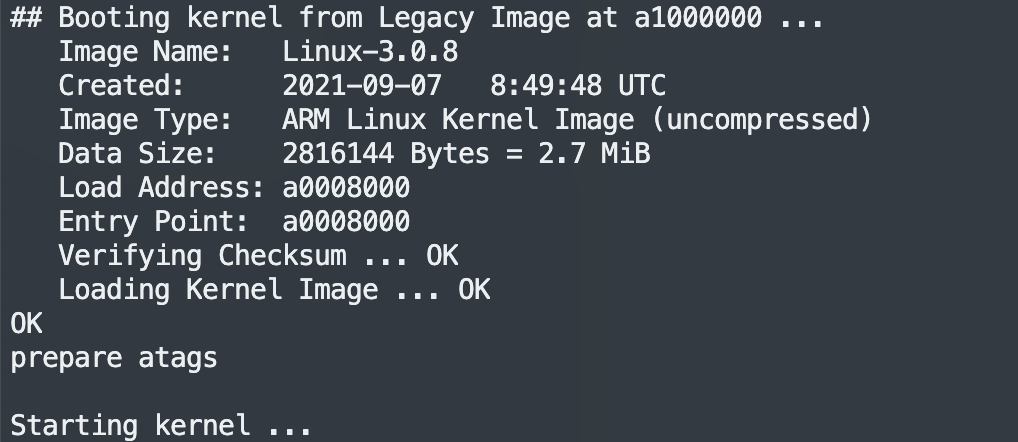 ## Booting kernel from Legacy Image at a1000000 ...
Image Name:   Linux-3.0.8
Created:      2021-09-07   8:49:48 UTC
Image Type:   ARM Linux Kernel Image (uncompressed)
Data Size:    2816144 Bytes = 2.7 MiB
Load Address: a0008000
Entry Point:  a0008000
Verifying Checksum ... OK
Loading Kernel Image ... OK
OK
prepare atags
Starting kernel ...